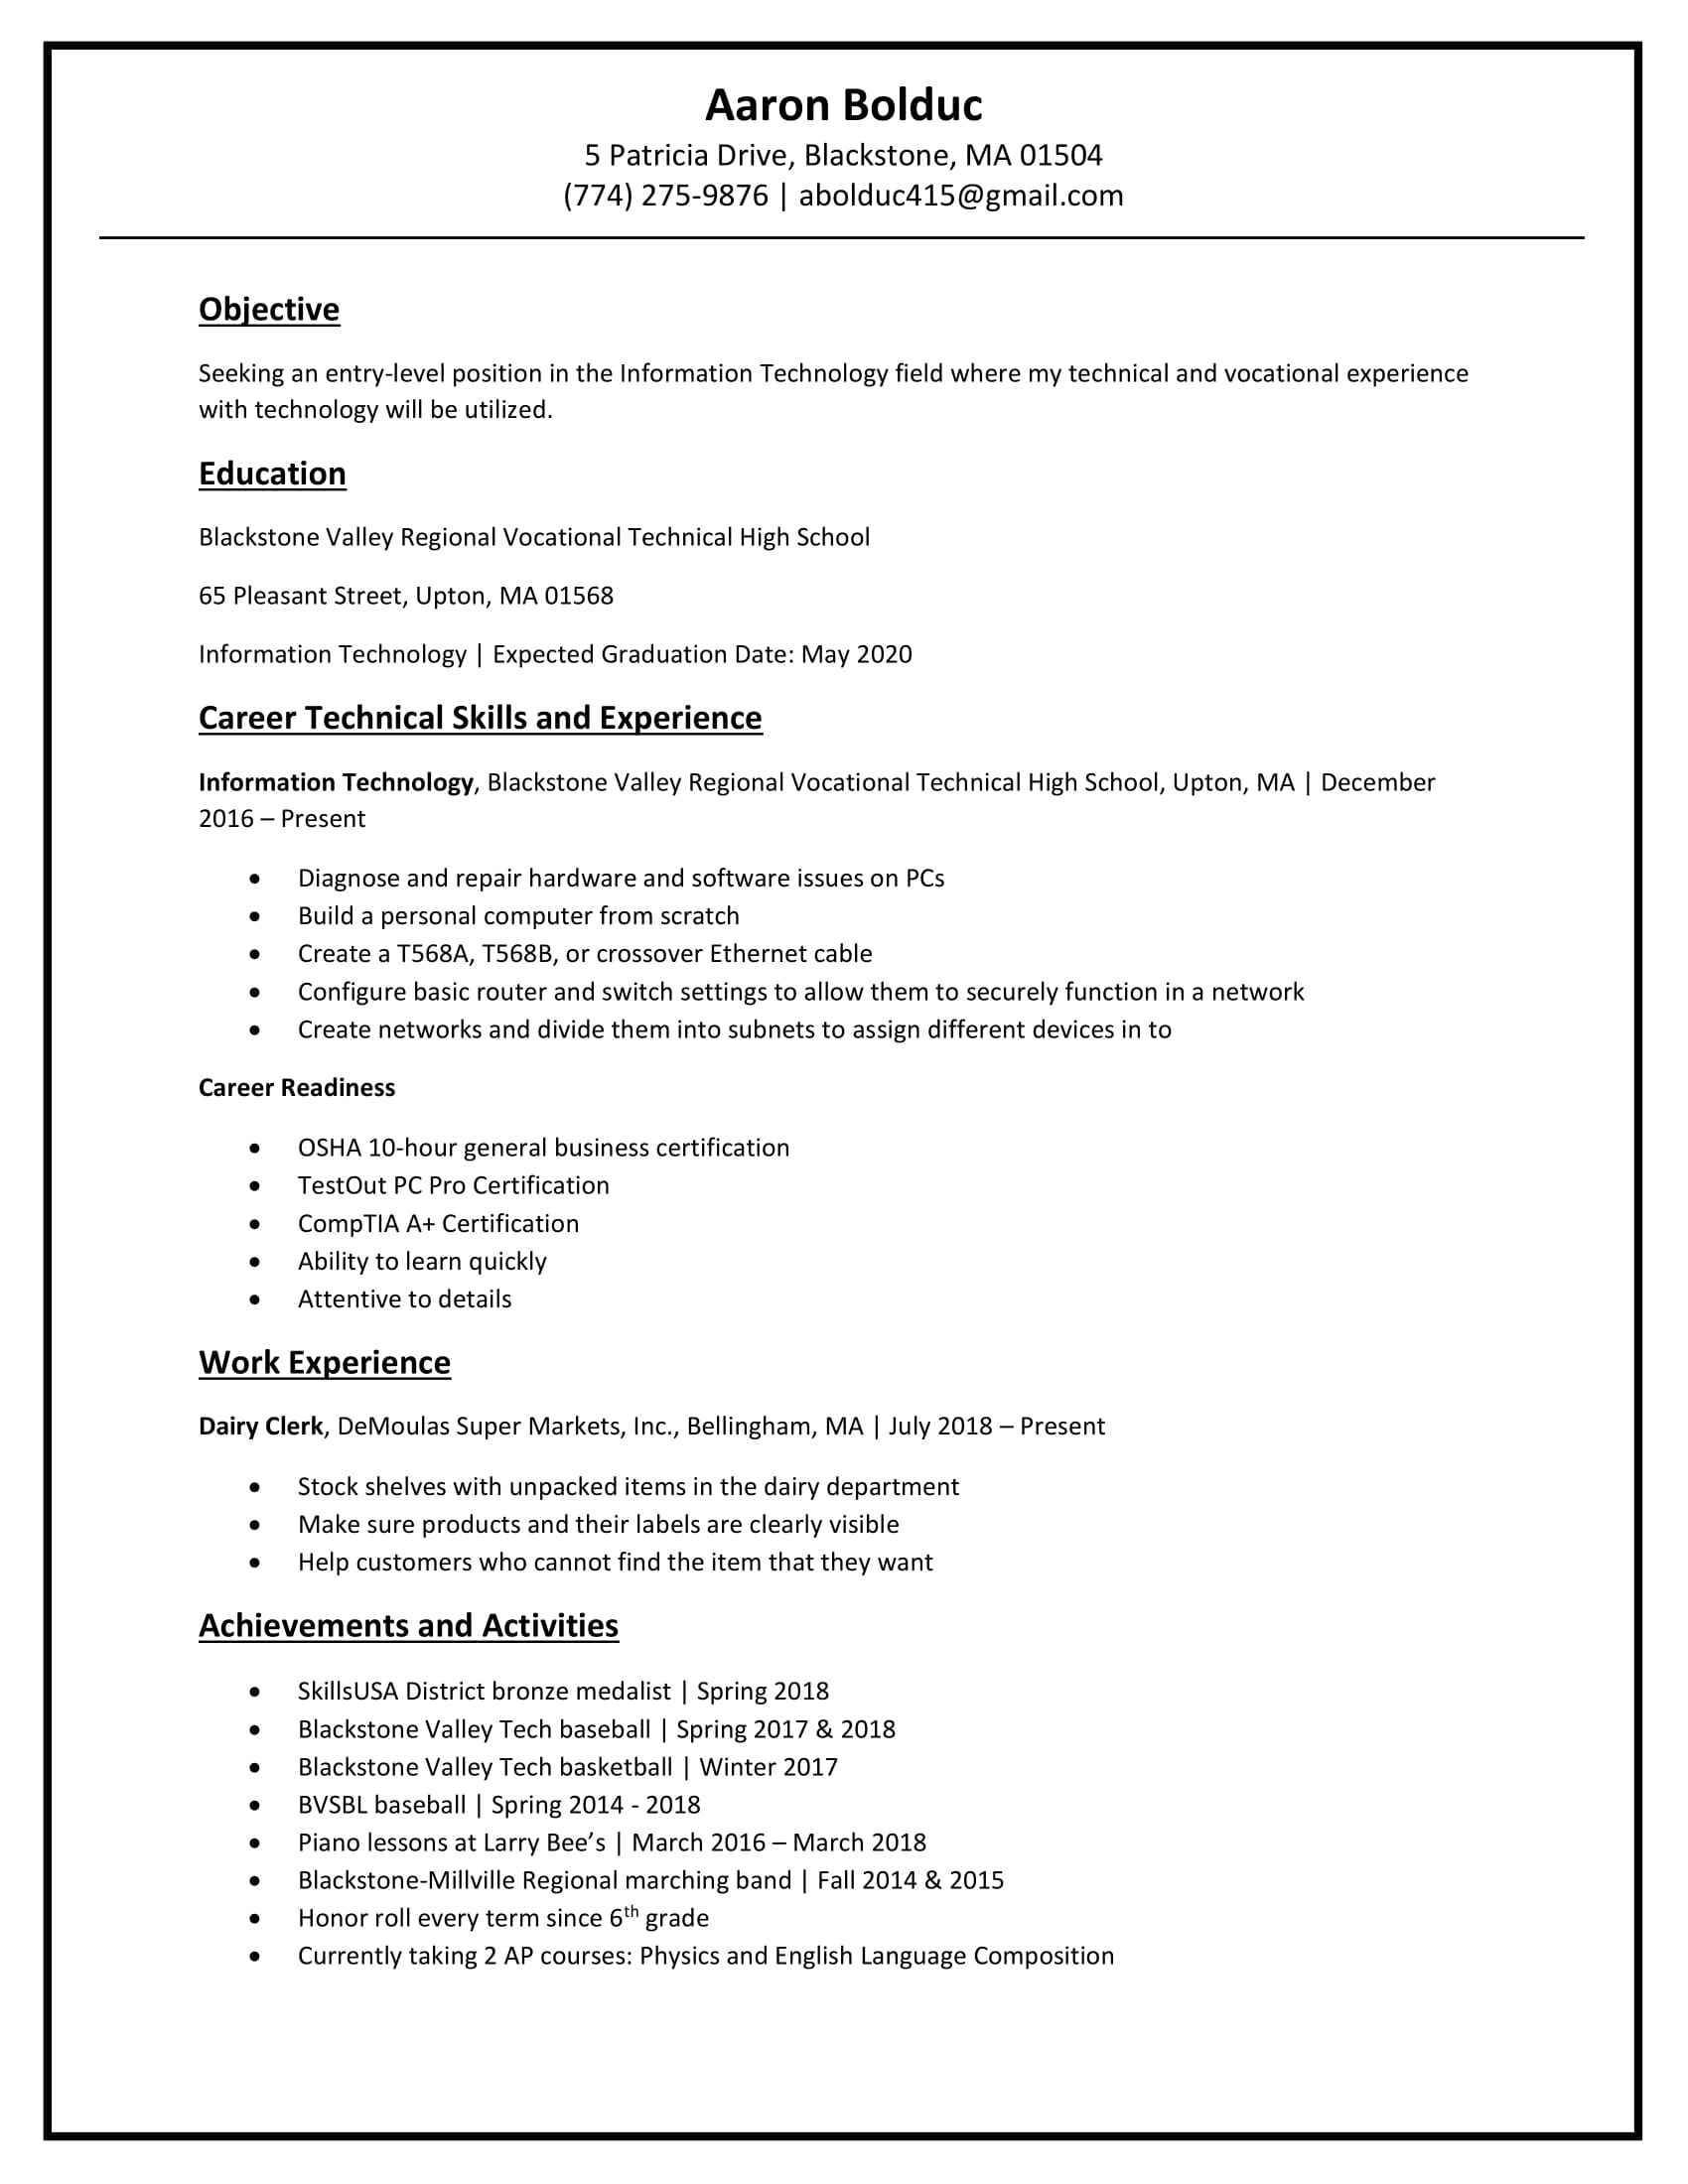 Aaron Bolduc
5 Patricia Drive, Blackstone, MA 01504
(774) 275-9876 | abolduc415@gmail.com
Objective
Seeking an entry-level position in the Information Technology field where my technical and vocational experience
with technology will be utilized.
Education
Blackstone Valley Regional Vocational Technical High School
65 Pleasant Street, Upton, MA 01568
Information Technology | Expected Graduation Date: May 2020
Career Technical Skills and Experience
Information Technology, Blackstone Valley Regional Vocational Technical High School, Upton, MA | December
2016 – Present
• Diagnose and repair hardware and software issues on PCs
• Build a personal computer from scratch
• Create a T568A, T568B, or crossover Ethernet cable
• Configure basic router and switch settings to allow them to securely function in a network
• Create networks and divide them into subnets to assign different devices in to
Career Readiness
• OSHA 10-hour general business certification
• TestOut PC Pro Certification
• CompTIA A+ Certification
• Ability to learn quickly
• Attentive to details
Work Experience
Dairy Clerk, DeMoulas Super Markets, Inc., Bellingham, MA | July 2018 – Present
• Stock shelves with unpacked items in the dairy department
• Make sure products and their labels are clearly visible
• Help customers who cannot find the item that they want
Achievements and Activities
• SkillsUSA District bronze medalist | Spring 2018
• Blackstone Valley Tech baseball | Spring 2017 & 2018
• Blackstone Valley Tech basketball | Winter 2017
• BVSBL baseball | Spring 2014 - 2018
• Piano lessons at Larry Bee’s | March 2016 – March 2018
• Blackstone-Millville Regional marching band | Fall 2014 & 2015
• Honor roll every term since 6th grade
• Currently taking 2 AP courses: Physics and English Language Composition